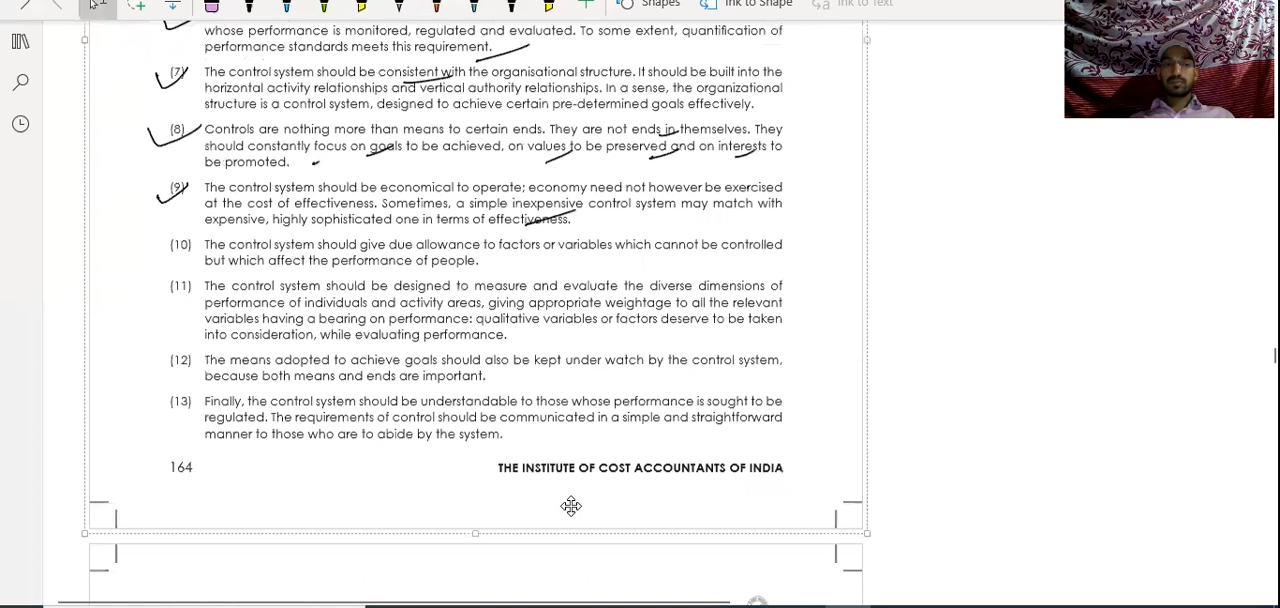 Shapes
Ink to Shape
Ink to Text
whose performance is monitored, regulated and evaluated. To some extent, quantification of
performance standards meets this requirement.
(7) The control system should be consistent with the organisational structure. It should be built into the
horizontal activity relationships and vertical authority relationships. In a sense, the organizational
structure is a control system, designed to achieve certain pre-determined goals effectively.
(8) Controls are nothing more than means to certain ends. They are not ends in themselves. They
should constantly focus on goals to be achieved, on values to be preserved and on interests to
be promoted.
(9) The control system should be economical to operate; economy need not however be exercised
at the cost of effectiveness. Sometimes, a simple inexpensive control system may match with
expensive, highly sophisticated one in terms of effectiveness.
(10) The control system should give due allowance to factors or variables which cannot be controlled
but which affect the performance of people.
(11) The control system should be designed to measure and evaluate the diverse dimensions of
performance of individuals and activity areas, giving appropriate weightage to all the relevant
variables having a bearing on performance: qualitative variables or factors deserve to be taken
into consideration, while evaluating performance.
(12) The means adopted to achieve goals should also be kept under watch by the control system,
because both means and ends are important.
(13) Finally, the control system should be understandable to those whose performance is sought to be
regulated. The requirements of control should be communicated in a simple and straightforward
manner to those who are to abide by the system.
164 THE INSTITUTE OF COST ACCOUNTANTS OF INDIA